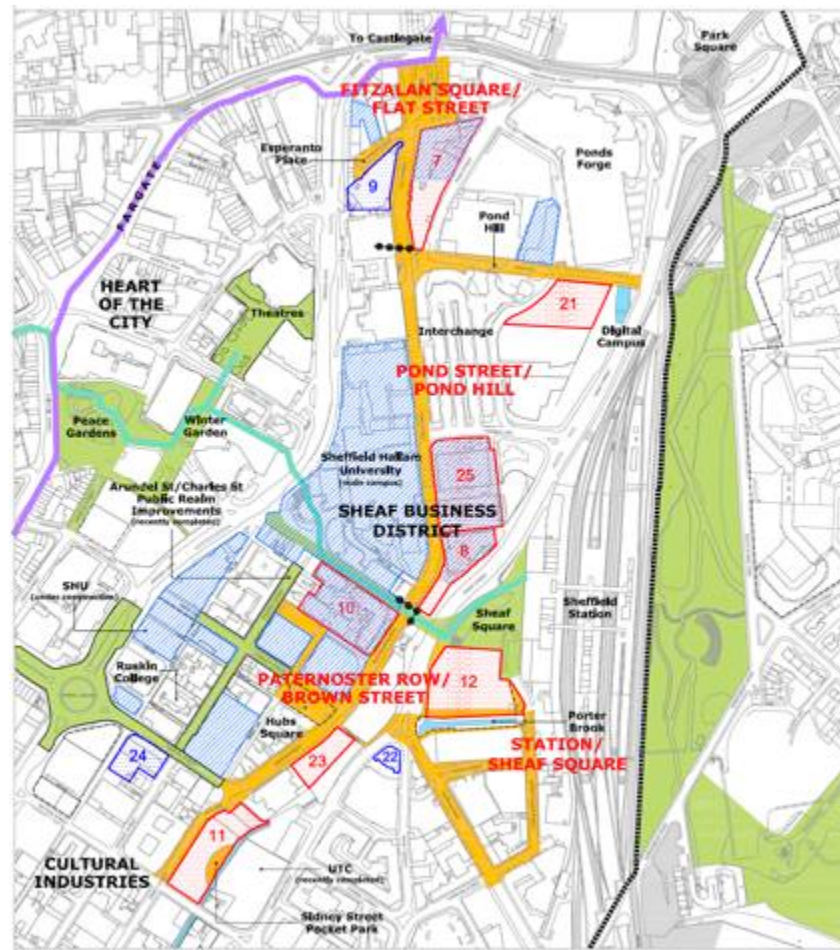 To Castlegate
Park
Square
FITZALAN SQUARE/
FLAT STREET
Esperanto
Place
7
Ponds
Forge
9
FARGATE
Pond
Hill
HEART
OF THE
CITY
21
Theatres
Interchange
Digital
Campus
POND STREET/
POND HILL
Peace
Gardens
Winter
Garden
Sheffield Hallam
University
(main campus)
25
Arundel St/Charles St
Public Realm
Improvements
(recently completed)
SHEAF BUSINESS
DISTRICT
8
SHU
(under construction)
10
Sheaf
Square
Sheffield
Station
Ruskin
College
PATERNOSTER ROW/
BROWN STREET
12
Hubs
Square
Porter
Brook
STATION/
SHEAF SQUARE
24
23
22
11
CULTURAL
INDUSTRIES
UTC
(recently completed)
Sidney Street
Pocket Park